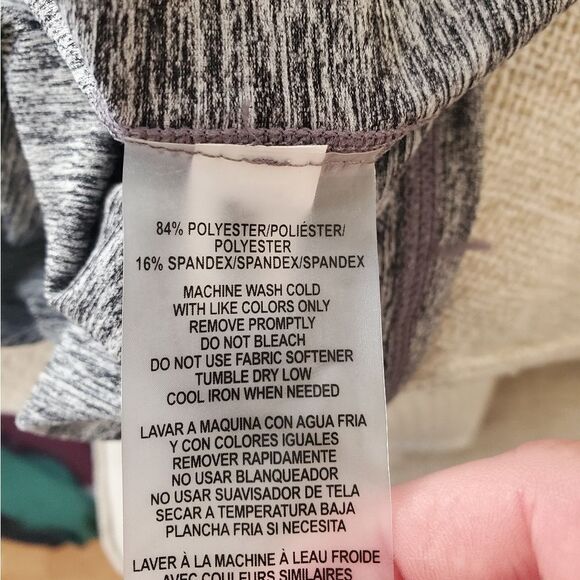 84% POLYESTER/POLIÉSTER/
POLYESTER
16% SPANDEX/SPANDEX/SPANDEX
MACHINE WASH COLD
WITH LIKE COLORS ONLY
REMOVE PROMPTLY
DO NOT BLEACH
DO NOT USE FABRIC SOFTENER
TUMBLE DRY LOW
COOL IRON WHEN NEEDED
LAVAR A MAQUINA CON AGUA FRIA
Y CON COLORES IGUALES
REMOVER RAPIDAMENTE
NO USAR BLANQUEADOR
NO USAR SUAVISADOR DE TELA
SECAR A TEMPERATURA BAJA
PLANCHA FRIA SI NECESITA
LAVER À LA MACHINE À LEAU FROIDE
AVEC COULEURS SIMILAIRES